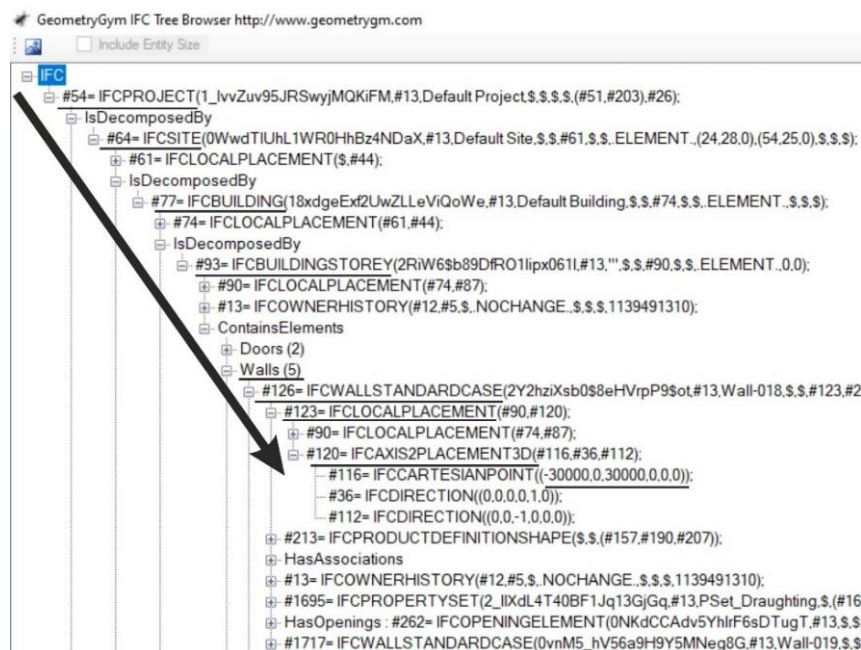 GeometryGym IFC Tree Browser http://www.geometrygm.com
Include Entity Size
IFC
#54= IFCPROJECT(1_lvvZuv95JRSwyjMQKiFM,#13,Default Project,$,$,$,$,(#51,#203),#26);
IsDecomposedBy
#64= IFCSITE(0WwdTIUhL1WR0HhBz4NDaX,#13,Default Site,$,$,#61,$,$,.ELEMENT.,(24,28,0),(54,25,0),$,$,$);
#61= IFCLOCALPLACEMENT($,#44);
IsDecomposedBy
#77= IFCBUILDING(18xdgeExf2UwZLLeViQoWe,#13,Default Building,$,$,#74,$,$,.ELEMENT.,$,$,$);
#74= IFCLOCALPLACEMENT(#61,#44);
IsDecomposedBy
#93= IFCBUILDINGSTOREY(2RiW6$b89DfRO1lipx061l,#13,''',$,$,#90,$,$,.ELEMENT.,0,0);
#90= IFCLOCALPLACEMENT(#74,#87);
#13= IFCOWNERHISTORY(#12,#5,$,.NOCHANGE.,$,$,$,1139491310);
ContainsElements
Doors (2)
Walls (5)
#126= IFCWALLSTANDARDCASE(2Y2hziXsb0$8eHVrpP9$ot,#13,Wall-018,$,$,#123,#2
#123= IFCLOCALPLACEMENT(#90,#120);
#90= IFCLOCALPLACEMENT(#74,#87);
#120= IFCAXIS2PLACEMENT3D(#116,#36,#112);
#116= IFCCARTESIANPOINT((-30000,0,30000,0,0,0));
#36= IFCDIRECTION((0,0,0,0,1,0));
#112= IFCDIRECTION((0,0,-1,0,0,0));
#213= IFCPRODUCTDEFINITIONSHAPE($,$,(#157,#190,#207));
HasAssociations
#13= IFCOWNERHISTORY(#12,#5,$,.NOCHANGE.,$,$,$,1139491310);
#1695= IFCPROPERTYSET(2_IlXdL4T40BF1Jq13GjGq,#13,PSet_Draughting,$,(#16
HasOpenings : #262= IFCOPENINGELEMENT(0NKdCCAdv5YhlrF6sDTugT,#13,$,$
#1717= IFCWALLSTANDARDCASE(0vnM5_hV56a9H9Y5MNeg8G,#13,Wall-019,$,$